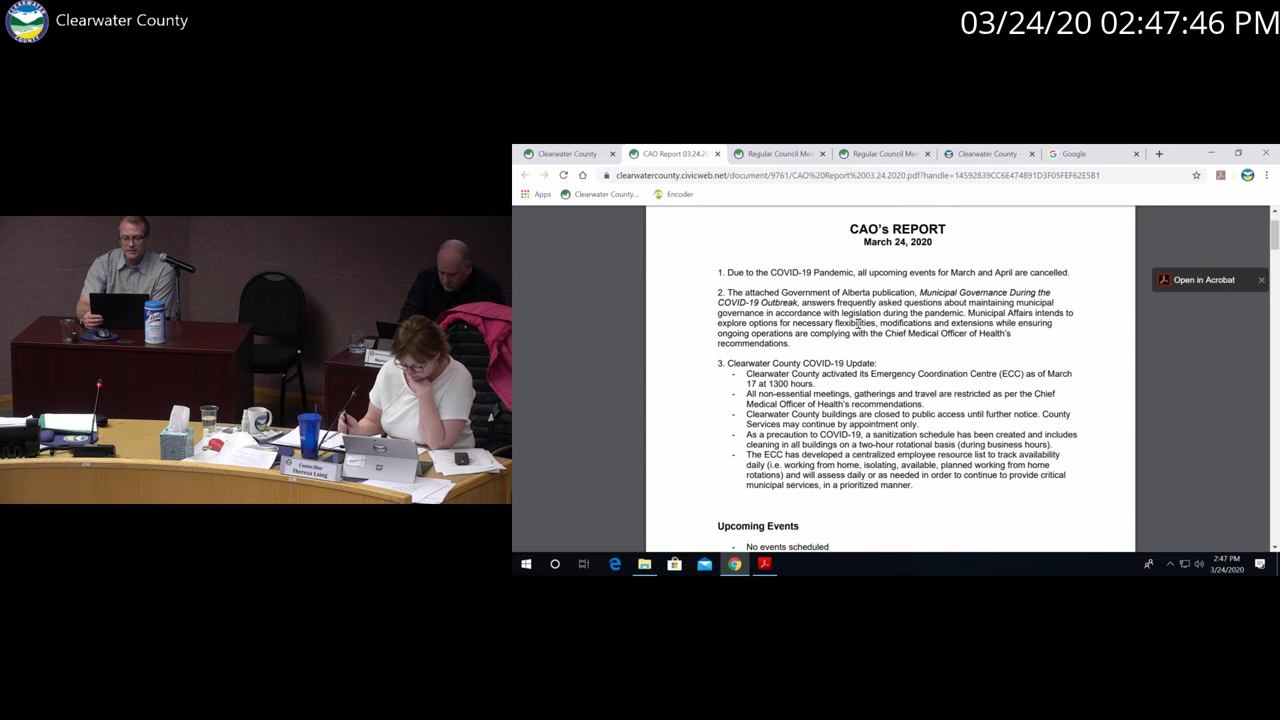 Clearwater County
03/24/20 02:47:46 PM
Clearwater County
CAO Report 03.24.20
Regular Council Mee
Regular Council Mee
Clearwater County
Google
clearwatercounty.civicweb.net/document/9761/CAO%20Report%2003.24.2020.pdf?handle=14592839CC6E474891D3F05FEF62E5B1
Apps
Clearwater County...
Encoder
CAO's REPORT
March 24, 2020
Open in Acrobat
1. Due to the COVID-19 Pandemic, all upcoming events for March and April are cancelled.
2. The attached Government of Alberta publication, Municipal Governance During the
COVID-19 Outbreak, answers frequently asked questions about maintaining municipal
governance in accordance with legislation during the pandemic. Municipal Affairs intends to
explore options for necessary flexibilities, modifications and extensions while ensuring
ongoing operations are complying with the Chief Medical Officer of Health's
recommendations.
3. Clearwater County COVID-19 Update:
- Clearwater County activated its Emergency Coordination Centre (ECC) as of March
17 at 1300 hours.
- All non-essential meetings, gatherings and travel are restricted as per the Chief
Medical Officer of Health's recommendations.
- Clearwater County buildings are closed to public access until further notice. County
Services may continue by appointment only.
- As a precaution to COVID-19, a sanitization schedule has been created and includes
cleaning in all buildings on a two-hour rotational basis (during business hours).
- The ECC has developed a centralized employee resource list to track availability
daily (i.e. working from home, isolating, available, planned working from home
rotations) and will assess daily or as needed in order to continue to provide critical
municipal services, in a prioritized manner.
Upcoming Events
- No events scheduled
Councillor
Theresa Laing
2:47 PM
3/24/2020